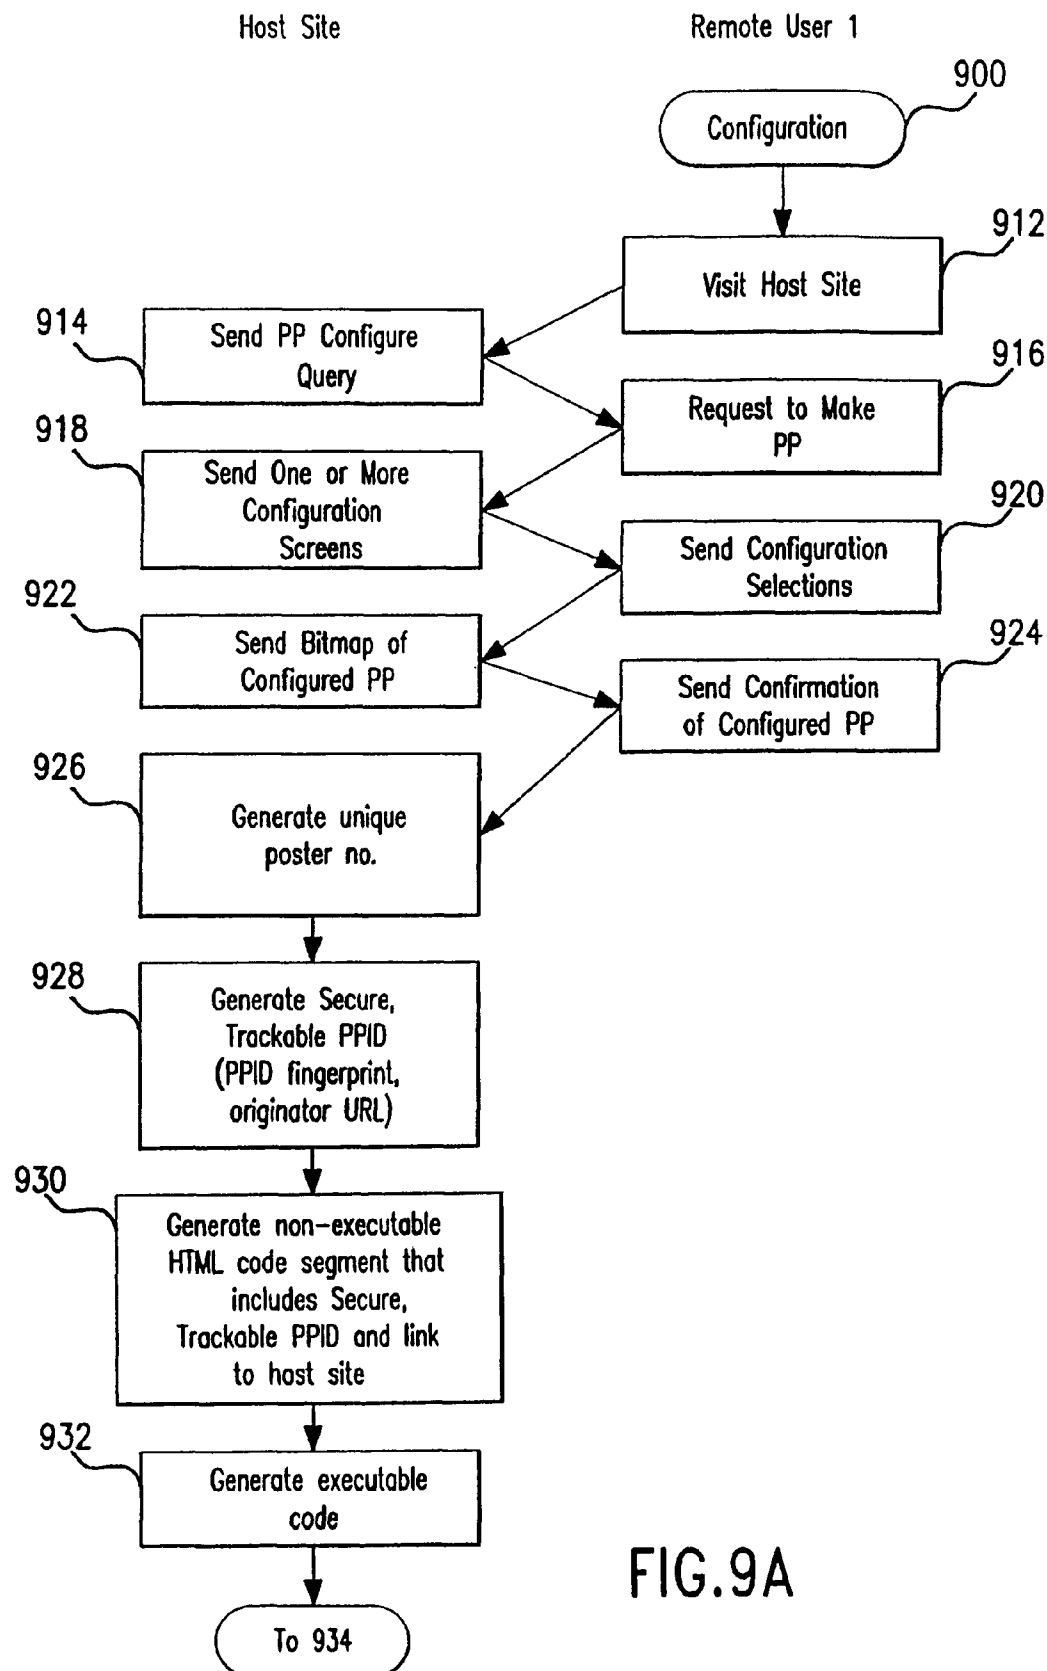 Host Site
Remote User 1
900
Configuration
912
Visit Host Site
914
Send PP Configure
Query
916
Request to Make
PP
918
Send One or More
Configuration
Screens
920
Send Configuration
Selections
922
Send Bitmap of
Configured PP
924
Send Confirmation
of Configured PP
926
Generate unique
poster no.
928
Generate Secure,
Trackable PPID
(PPID fingerprint,
originator URL)
930
Generate non-executable
HTML code segment that
includes Secure,
Trackable PPID and link
to host site
932
Generate executable
code
FIG.9A
To 934